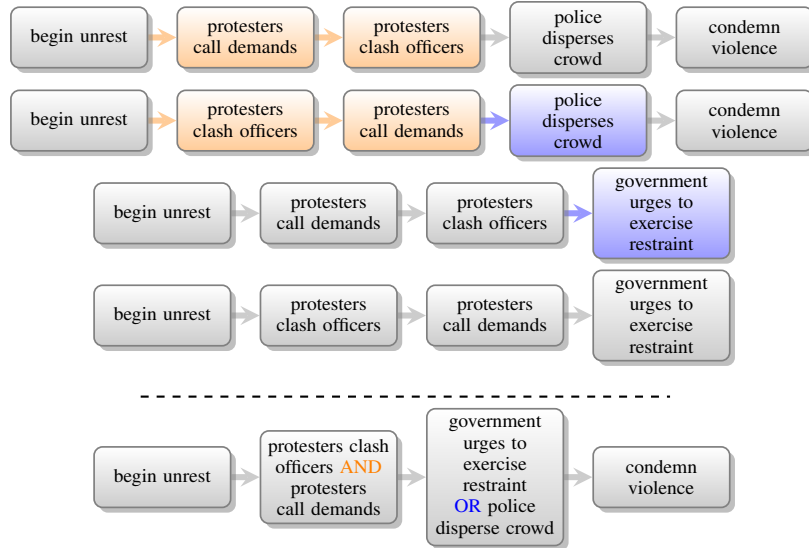 begin unrest
protesters
call demands
protesters
clash officers
police
disperses
crowd
condemn
violence
begin unrest
protesters
clash officers
protesters
call demands
police
disperses
crowd
condemn
violence
begin unrest
protesters
call demands
protesters
clash officers
government
urges to
exercise
restraint
begin unrest
protesters
clash officers
protesters
call demands
government
urges to
exercise
restraint
begin unrest
protesters clash
officers AND
protesters
call demands
government
urges to
exercise
restraint
OR police
disperse crowd
condemn
violence